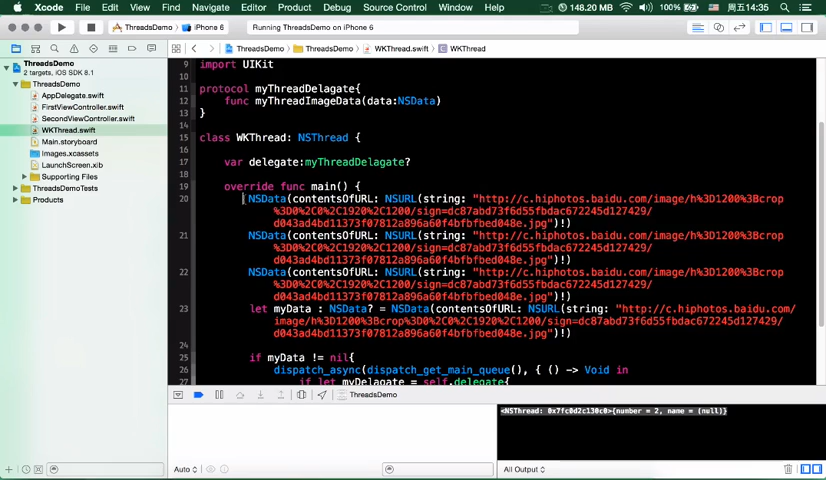 Xcode File Edit View Find Navigate Editor Product Debug Source Control Window 148.20 MB 100% 周五14:35
ThreadsDemo iPhone 6 Running ThreadsDemo on iPhone 6
ThreadsDemo ThreadsDemo WKThread.swift WKThread
ThreadsDemo
2 targets, iOS SDK 8.1
ThreadsDemo
AppDelegate.swift
FirstViewController.swift
SecondViewController.swift
WKThread.swift
Main.storyboard
Images.xcassets
LaunchScreen.xib
Supporting Files
ThreadsDemoTests
Products
9 import UIKit
10
11 protocol myThreadDelagate{
12 func myThreadImageData(data:NSData)
13 }
14
15 class WKThread: NSThread {
16
17 var delegate:myThreadDelagate?
18
19 override func main() {
20 NSData(contentsOfURL: NSURL(string: "http://c.hiphotos.baidu.com/image/h%3D1200%3Bcrop
%3D0%2C0%2C1920%2C1200/sign=dc87abd73f6d55fbdac672245d127429/
d043ad4bd11373f07812a896a60f4bfbfbed048e.jpg")!)
21 NSData(contentsOfURL: NSURL(string: "http://c.hiphotos.baidu.com/image/h%3D1200%3Bcrop
%3D0%2C0%2C1920%2C1200/sign=dc87abd73f6d55fbdac672245d127429/
d043ad4bd11373f07812a896a60f4bfbfbed048e.jpg")!)
22 NSData(contentsOfURL: NSURL(string: "http://c.hiphotos.baidu.com/image/h%3D1200%3Bcrop
%3D0%2C0%2C1920%2C1200/sign=dc87abd73f6d55fbdac672245d127429/
d043ad4bd11373f07812a896a60f4bfbfbed048e.jpg")!)
23 let myData : NSData? = NSData(contentsOfURL: NSURL(string: "http://c.hiphotos.baidu.com/
image/h%3D1200%3Bcrop%3D0%2C0%2C1920%2C1200/sign=dc87abd73f6d55fbdac672245d127429/
d043ad4bd11373f07812a896a60f4bfbfbed048e.jpg")!)
24
25 if myData != nil{
26 dispatch_async(dispatch_get_main_queue(), { () -> Void in
27 if let myDelagate = self.delegate{
ThreadsDemo
<NSThread: 0x7fc0d2c130c0>{number = 2, name = (null)}
Auto All Output